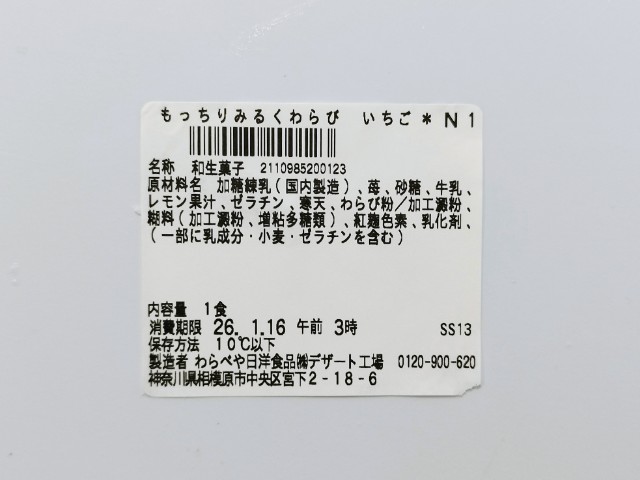 もっちりみるくわらび　いちご＊Ｎ１
名称　和生菓子　2110985200123
原材料名　加糖練乳（国内製造）、苺、砂糖、牛乳、
レモン果汁、ゼラチン、寒天、わらび粉／加工澱粉、
糊料（加工澱粉、増粘多糖類）、紅麹色素、乳化剤、
（一部に乳成分・小麦・ゼラチンを含む）
内容量　１食
消費期限　26. 1.16　午前　3時　SS13
保存方法　１０℃以下
製造者　わらべや日洋食品㈱デザート工場　0120-900-620
神奈川県相模原市中央区宮下２－１８－６